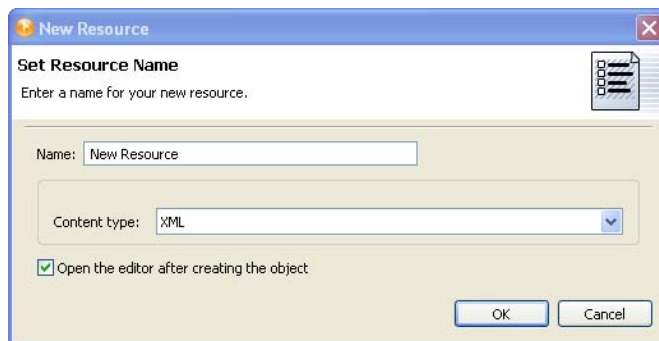 New Resource
Set Resource Name
Enter a name for your new resource.
Name: New Resource
Content type: XML
Open the editor after creating the object
OK Cancel